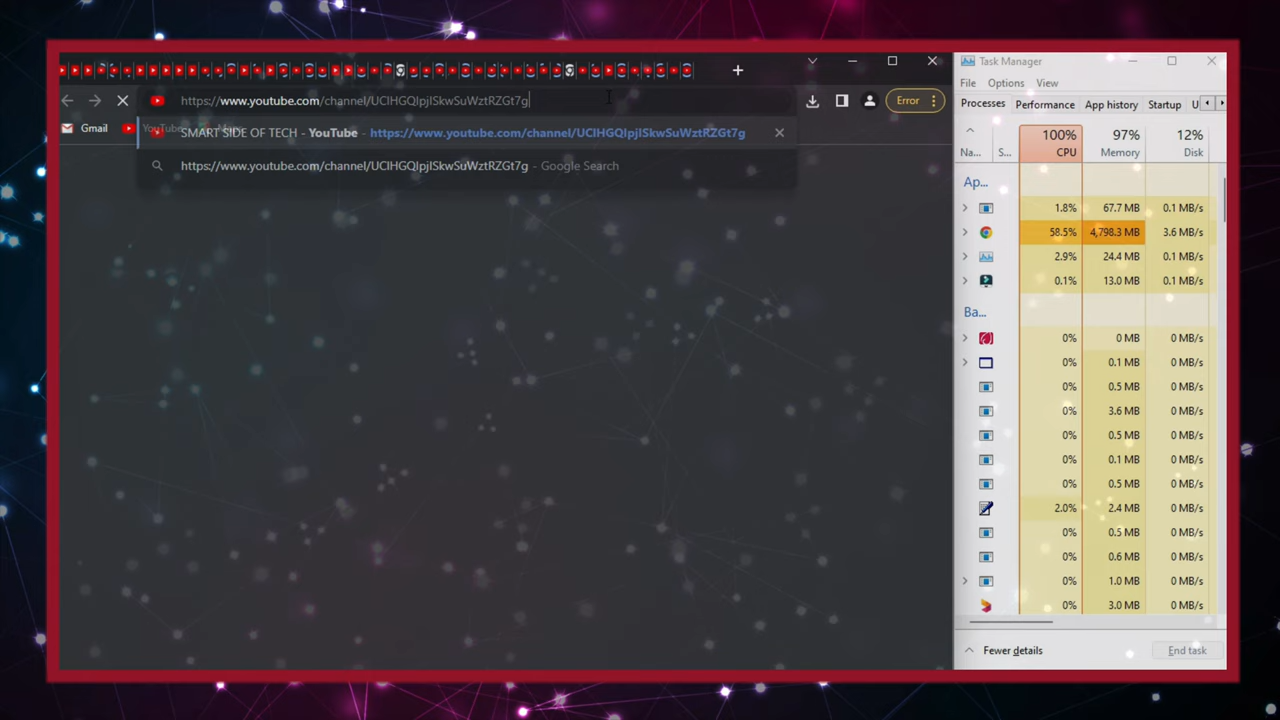 https://www.youtube.com/channel/UCIHGQIpjISkwSuWztRZGt7g
Error
Gmail
YouTube
SMART SIDE OF TECH - YouTube - https://www.youtube.com/channel/UCIHGQIpjISkwSuWztRZGt7g
https://www.youtube.com/channel/UCIHGQIpjISkwSuWztRZGt7g - Google Search
Task Manager
File Options View
Processes Performance App history Startup U
100% 97% 12%
Na... S... CPU Memory Disk
Ap...
1.8% 67.7 MB 0.1 MB/s
58.5% 4,798.3 MB 3.6 MB/s
2.9% 24.4 MB 0.1 MB/s
0.1% 13.0 MB 0.1 MB/s
Ba...
0% 0 MB 0 MB/s
0% 0.1 MB 0 MB/s
0% 0.5 MB 0 MB/s
0% 3.6 MB 0 MB/s
0% 0.5 MB 0 MB/s
0% 0.1 MB 0 MB/s
0% 0.5 MB 0 MB/s
2.0% 2.4 MB 0 MB/s
0% 0.5 MB 0 MB/s
0% 0.6 MB 0 MB/s
0% 1.0 MB 0 MB/s
0% 3.0 MB 0 MB/s
Fewer details
End task